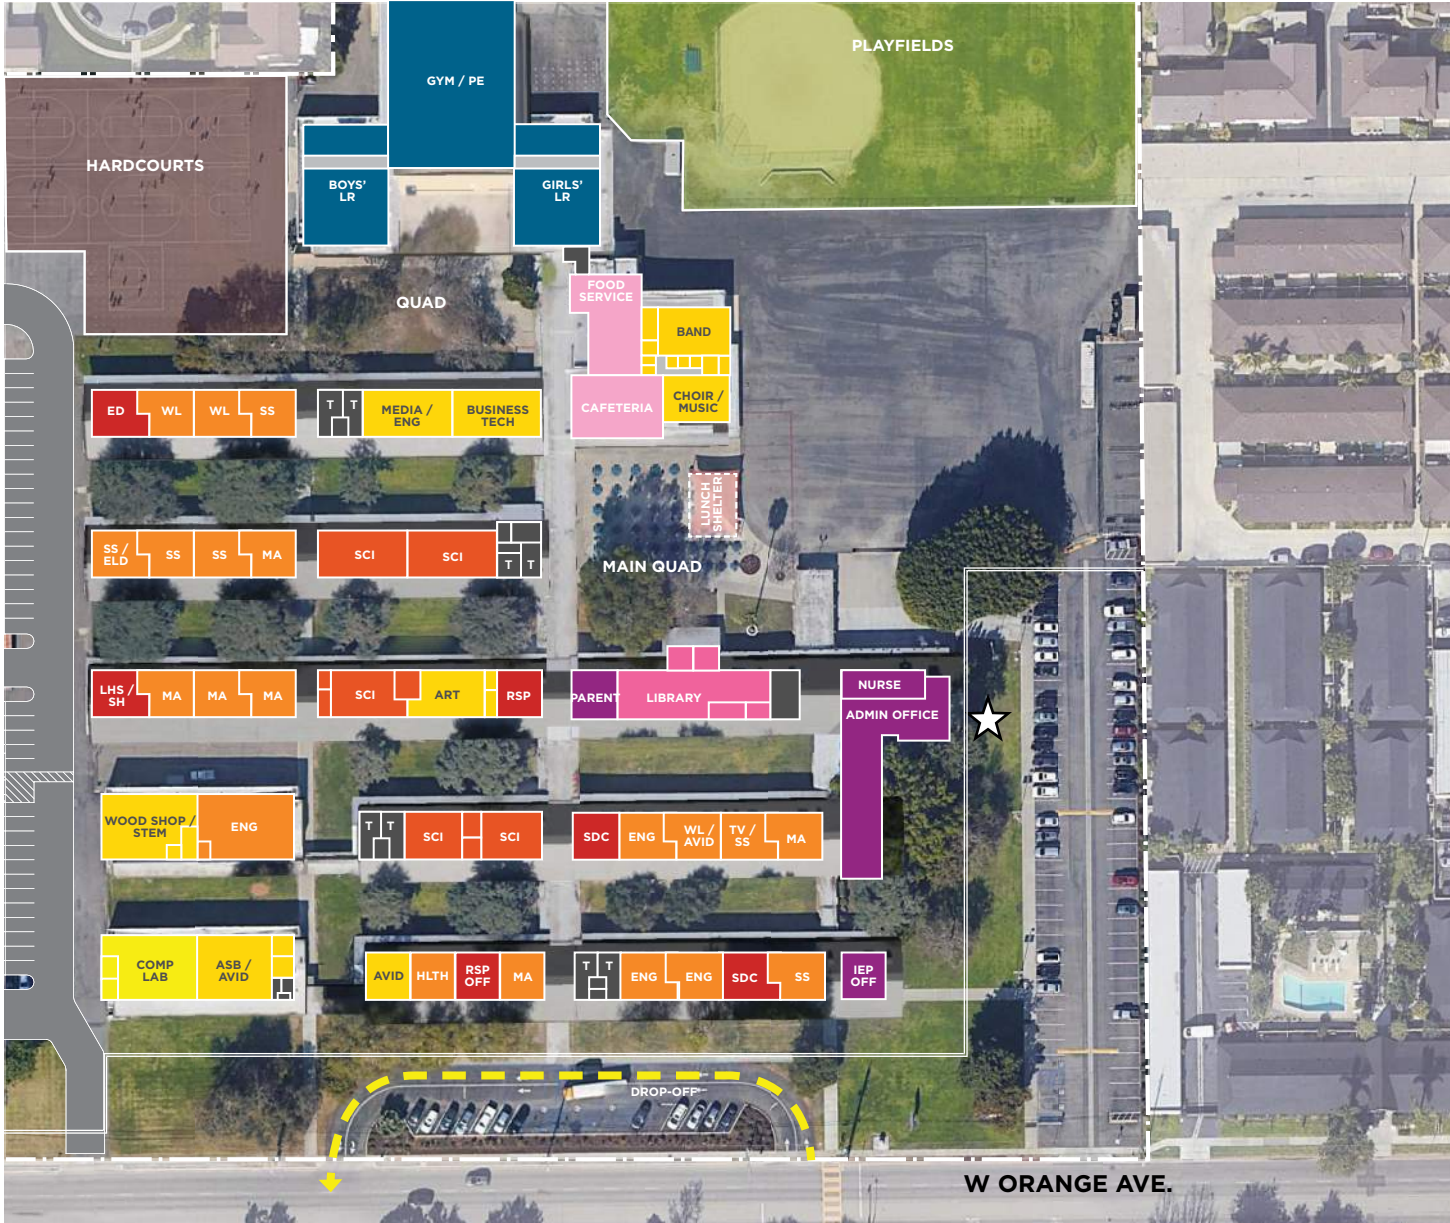 PLAYFIELDS
GYM / PE
HARDCOURTS
BOYS'
LR
GIRLS'
LR
QUAD
FOOD
SERVICE
BAND
CAFETERIA
CHOIR /
MUSIC
ED
WL
WL
SS
T
T
MEDIA /
ENG
BUSINESS
TECH
LUNCH
SHELTER
SS /
ELD
SS
SS
MA
SCI
SCI
T
T
MAIN QUAD
LHS /
SH
MA
MA
MA
SCI
ART
RSP
PARENT
LIBRARY
NURSE
ADMIN OFFICE
WOOD SHOP /
STEM
ENG
T
T
SCI
SCI
SDC
ENG
WL /
AVID
TV /
SS
MA
COMP
LAB
ASB /
AVID
AVID
HLTH
RSP
OFF
MA
T
T
ENG
ENG
SDC
SS
IEP
OFF
DROP-OFF
W ORANGE AVE.